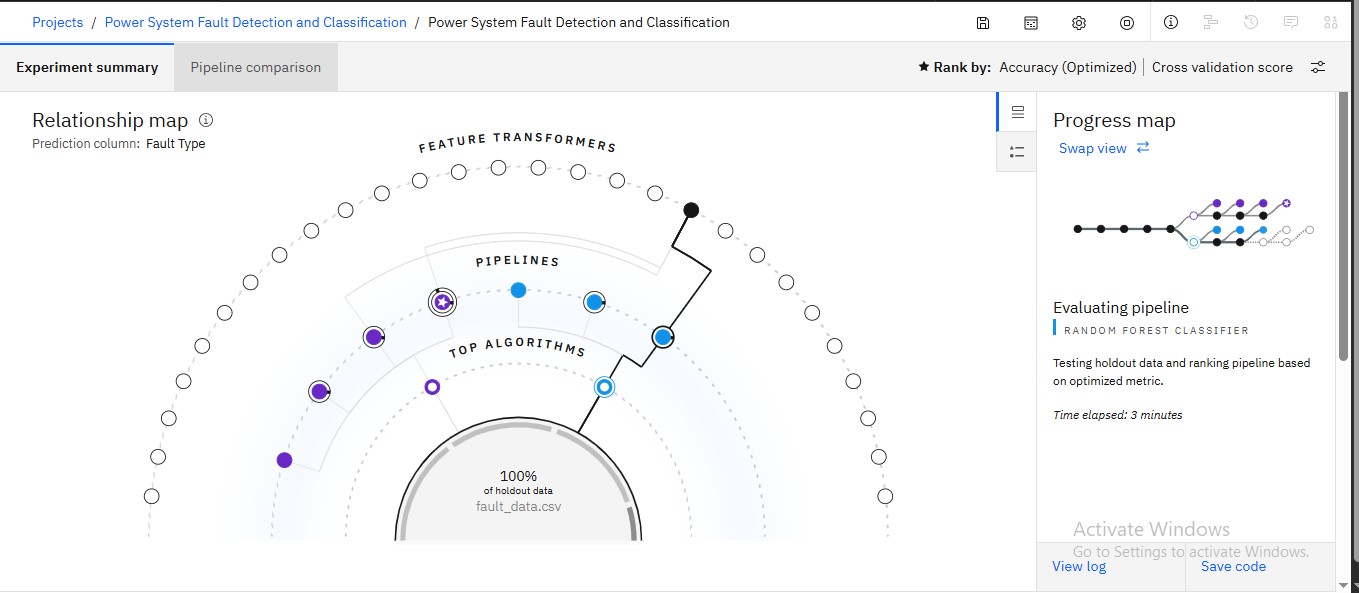 Projects / Power System Fault Detection and Classification / Power System Fault Detection and Classification
Experiment summary
Pipeline comparison
★ Rank by: Accuracy (Optimized) | Cross validation score
Relationship map
Prediction column: Fault Type
FEATURE TRANSFORMERS
PIPELINES
TOP ALGORITHMS
100%
of holdout data
fault_data.csv
Progress map
Swap view
Evaluating pipeline
RANDOM FOREST CLASSIFIER
Testing holdout data and ranking pipeline based
on optimized metric.
Time elapsed: 3 minutes
Activate Windows
Go to Settings to activate Windows.
View log
Save code